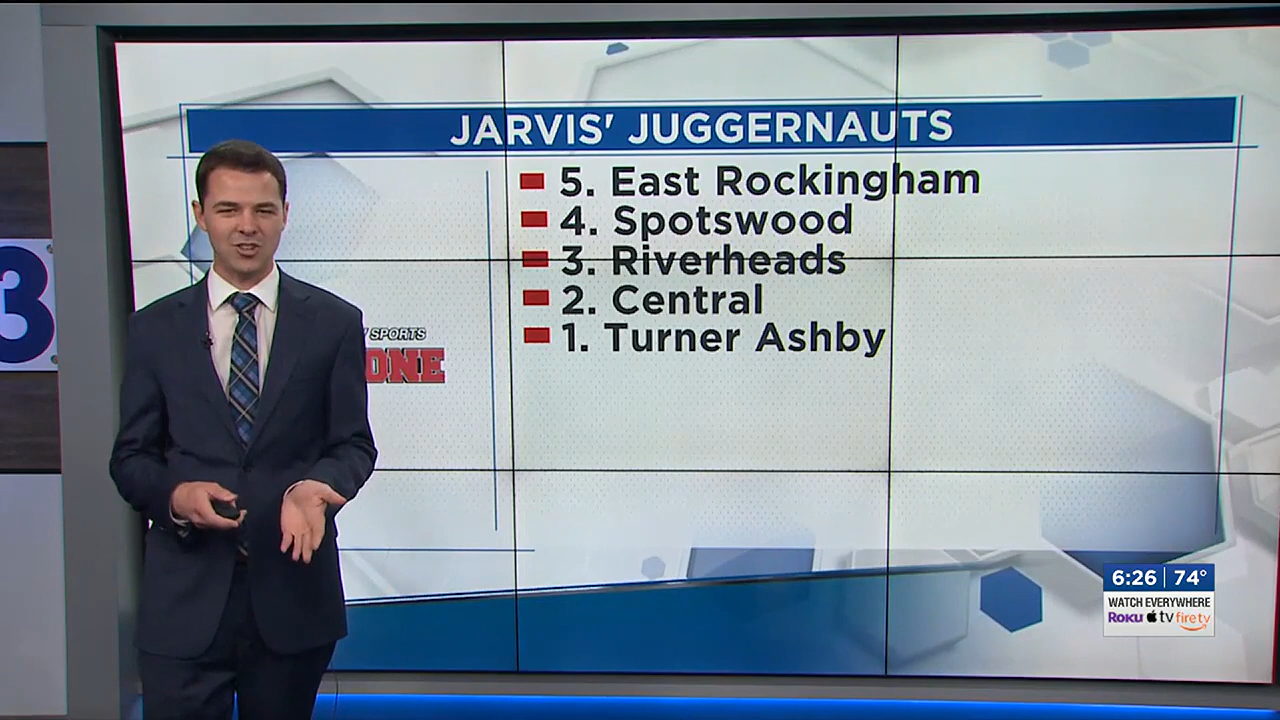 JARVIS' JUGGERNAUTS
5. East Rockingham
4. Spotswood
3. Riverheads
2. Central
1. Turner Ashby
SPORTS
ONE
3
6:26 74°
WATCH EVERYWHERE
Roku tv firetv